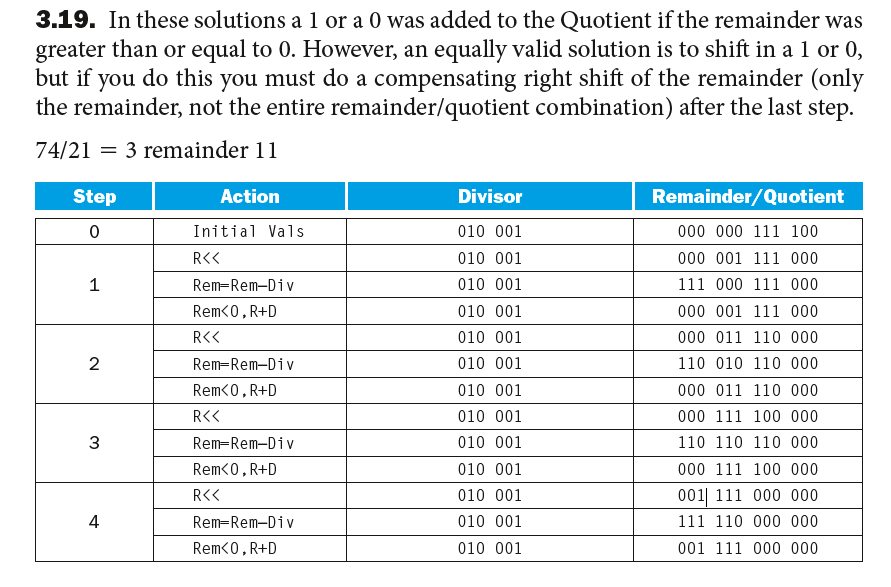 3.19. In these solutions a 1 or a 0 was added to the Quotient if the remainder was
greater than or equal to 0. However, an equally valid solution is to shift in a 1 or 0,
but if you do this you must do a compensating right shift of the remainder (only
the remainder, not the entire remainder/quotient combination) after the last step.
74/21 = 3 remainder 11
Step Action Divisor Remainder/Quotient
0 Initial Vals 010 001 000 000 111 100
R<< 010 001 000 001 111 000
1 Rem=Rem–Div 010 001 111 000 111 000
Rem<0,R+D 010 001 000 001 111 000
R<< 010 001 000 011 110 000
2 Rem=Rem–Div 010 001 110 010 110 000
Rem<0,R+D 010 001 000 011 110 000
R<< 010 001 000 111 100 000
3 Rem=Rem–Div 010 001 110 110 110 000
Rem<0,R+D 010 001 000 111 100 000
R<< 010 001 001 111 000 000
4 Rem=Rem–Div 010 001 111 110 000 000
Rem<0,R+D 010 001 001 111 000 000